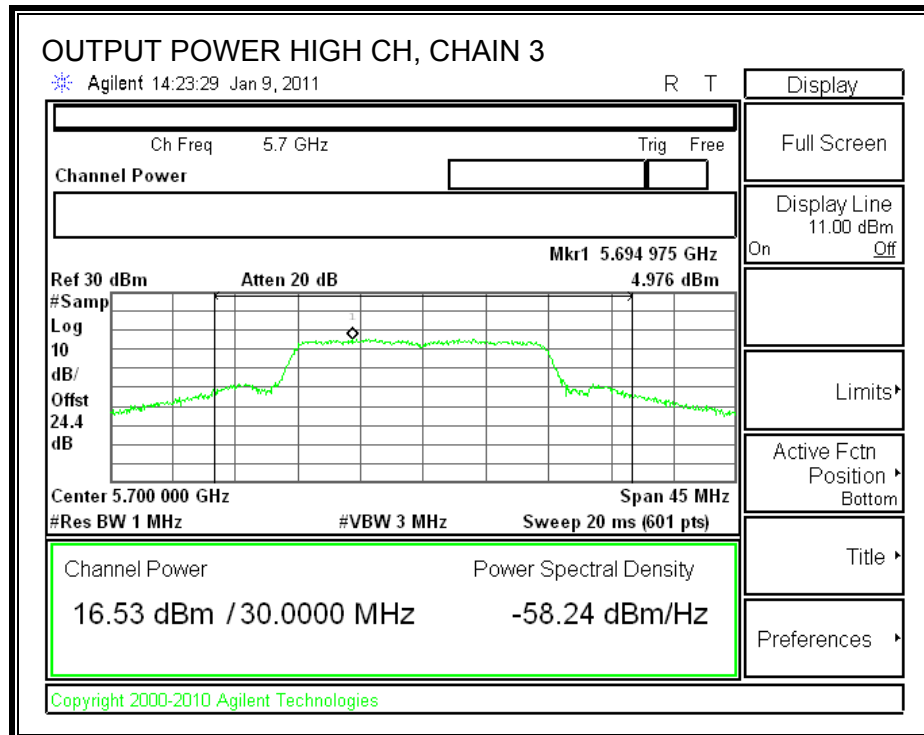 OUTPUT POWER HIGH CH, CHAIN 3
Agilent 14:23:29 Jan 9, 2011 R T
Display
Ch Freq 5.7 GHz Trig Free
Full Screen
Channel Power
Display Line
11.00 dBm
On Off
Mkr1 5.694 975 GHz
Ref 30 dBm Atten 20 dB 4.976 dBm
#Samp
Log
1
10
dB/
Offst
24.4
dB
Limits
Active Fctn
Position
Bottom
Center 5.700 000 GHz Span 45 MHz
#Res BW 1 MHz #VBW 3 MHz Sweep 20 ms (601 pts)
Channel Power Power Spectral Density
Title
16.53 dBm / 30.0000 MHz -58.24 dBm/Hz
Preferences
Copyright 2000-2010 Agilent Technologies